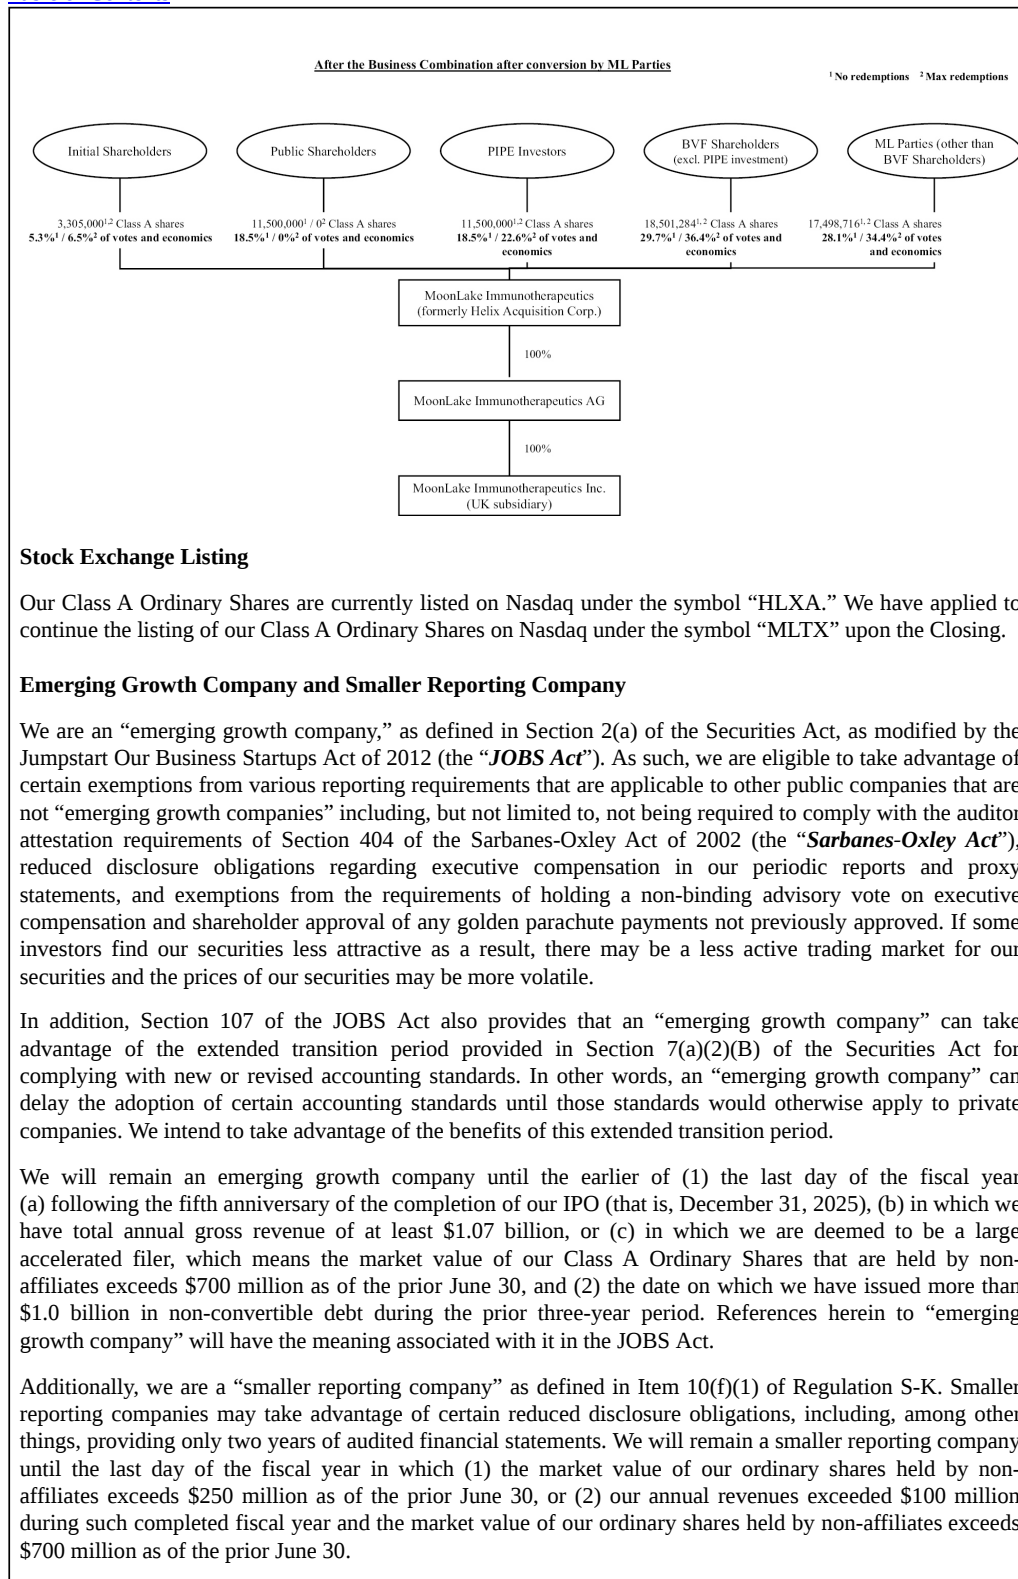 After the Business Combination after conversion by ML Parties
¹ No redemptions ² Max redemptions
Initial Shareholders
Public Shareholders
PIPE Investors
BVF Shareholders
(excl. PIPE investment)
ML Parties (other than
BVF Shareholders)
3,305,000¹,² Class A shares
5.3%¹ / 6.5%² of votes and economics
11,500,000¹ / 0² Class A shares
18.5%¹ / 0%² of votes and economics
11,500,000¹,² Class A shares
18.5%¹ / 22.6%² of votes and
economics
18,501,284¹,² Class A shares
29.7%¹ / 36.4%² of votes and
economics
17,498,716¹,² Class A shares
28.1%¹ / 34.4%² of votes
and economics
MoonLake Immunotherapeutics
(formerly Helix Acquisition Corp.)
100%
MoonLake Immunotherapeutics AG
100%
MoonLake Immunotherapeutics Inc.
(UK subsidiary)
Stock Exchange Listing
Our Class A Ordinary Shares are currently listed on Nasdaq under the symbol “HLXA.” We have applied to
continue the listing of our Class A Ordinary Shares on Nasdaq under the symbol “MLTX” upon the Closing.
Emerging Growth Company and Smaller Reporting Company
We are an “emerging growth company,” as defined in Section 2(a) of the Securities Act, as modified by the
Jumpstart Our Business Startups Act of 2012 (the “JOBS Act”). As such, we are eligible to take advantage of
certain exemptions from various reporting requirements that are applicable to other public companies that are
not “emerging growth companies” including, but not limited to, not being required to comply with the auditor
attestation requirements of Section 404 of the Sarbanes-Oxley Act of 2002 (the “Sarbanes-Oxley Act”),
reduced disclosure obligations regarding executive compensation in our periodic reports and proxy
statements, and exemptions from the requirements of holding a non-binding advisory vote on executive
compensation and shareholder approval of any golden parachute payments not previously approved. If some
investors find our securities less attractive as a result, there may be a less active trading market for our
securities and the prices of our securities may be more volatile.
In addition, Section 107 of the JOBS Act also provides that an “emerging growth company” can take
advantage of the extended transition period provided in Section 7(a)(2)(B) of the Securities Act for
complying with new or revised accounting standards. In other words, an “emerging growth company” can
delay the adoption of certain accounting standards until those standards would otherwise apply to private
companies. We intend to take advantage of the benefits of this extended transition period.
We will remain an emerging growth company until the earlier of (1) the last day of the fiscal year
(a) following the fifth anniversary of the completion of our IPO (that is, December 31, 2025), (b) in which we
have total annual gross revenue of at least $1.07 billion, or (c) in which we are deemed to be a large
accelerated filer, which means the market value of our Class A Ordinary Shares that are held by non-
affiliates exceeds $700 million as of the prior June 30, and (2) the date on which we have issued more than
$1.0 billion in non-convertible debt during the prior three-year period. References herein to “emerging
growth company” will have the meaning associated with it in the JOBS Act.
Additionally, we are a “smaller reporting company” as defined in Item 10(f)(1) of Regulation S-K. Smaller
reporting companies may take advantage of certain reduced disclosure obligations, including, among other
things, providing only two years of audited financial statements. We will remain a smaller reporting company
until the last day of the fiscal year in which (1) the market value of our ordinary shares held by non-
affiliates exceeds $250 million as of the prior June 30, or (2) our annual revenues exceeded $100 million
during such completed fiscal year and the market value of our ordinary shares held by non-affiliates exceeds
$700 million as of the prior June 30.